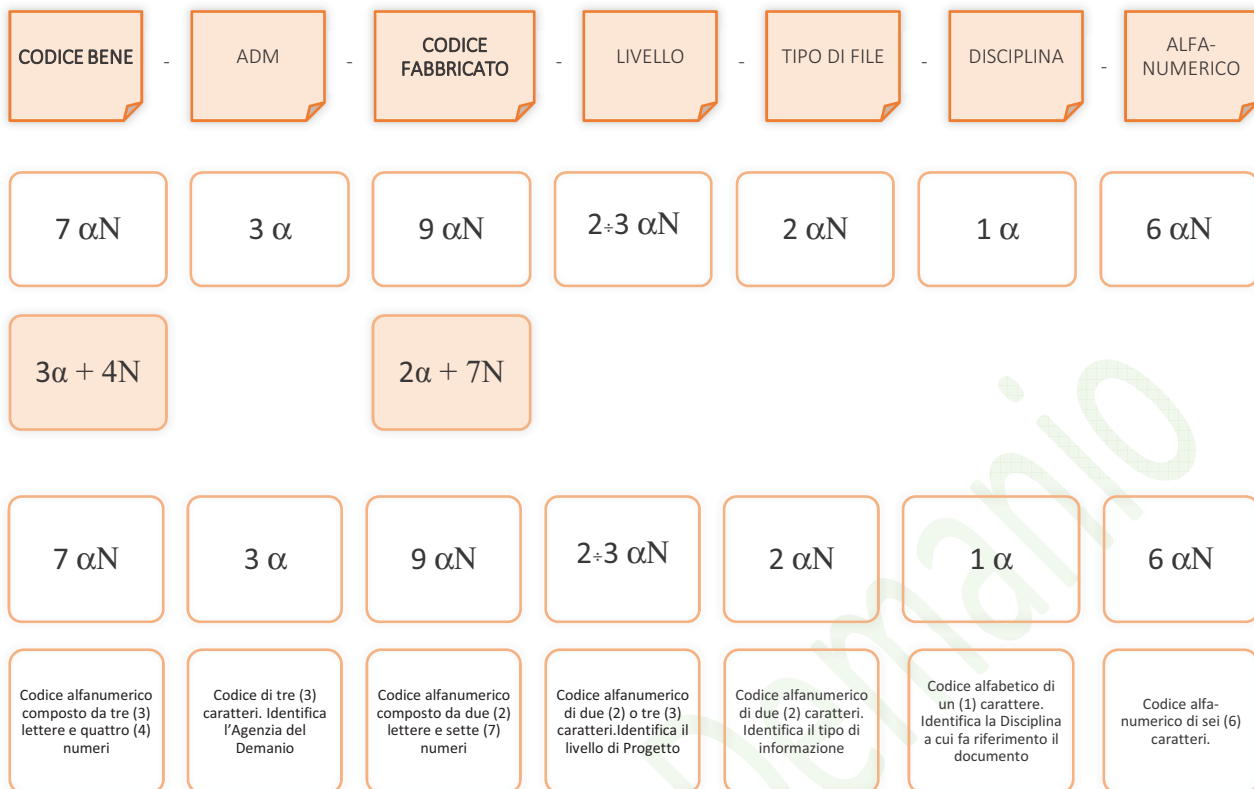 CODICE BENE - ADM - CODICE FABBRICATO - LIVELLO - TIPO DI FILE - DISCIPLINA - ALFA-NUMERICO
7 αN
3 α
9 αN
2÷3 αN
2 αN
1 α
6 αN
3α + 4N
2α + 7N
7 αN
3 α
9 αN
2÷3 αN
2 αN
1 α
6 αN
Codice alfanumerico
composto da tre (3)
lettere e quattro (4)
numeri
Codice di tre (3)
caratteri. Identifica
l’Agenzia del
Demanio
Codice alfanumerico
composto da due (2)
lettere e sette (7)
numeri
Codice alfanumerico
di due (2) o tre (3)
caratteri.Identifica il
livello di Progetto
Codice alfanumerico
di due (2) caratteri.
Identifica il tipo di
informazione
Codice alfabetico di
un (1) carattere.
Identifica la Disciplina
a cui fa riferimento il
documento
Codice alfa-
numerico di sei (6)
caratteri.
Demanio